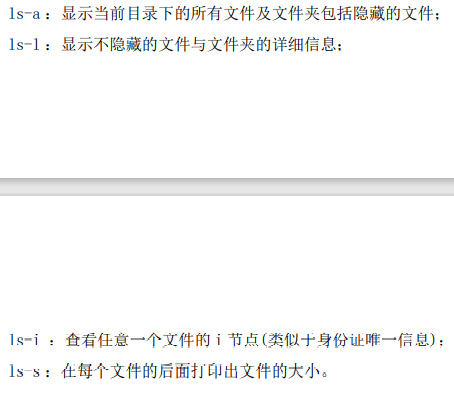 ls-a：显示当前目录下的所有文件及文件夹包括隐藏的文件；
ls-l：显示不隐藏的文件与文件夹的详细信息；
ls-i ：查看任意一个文件的 i 节点(类似于身份证唯一信息)；
ls-s：在每个文件的后面打印出文件的大小。